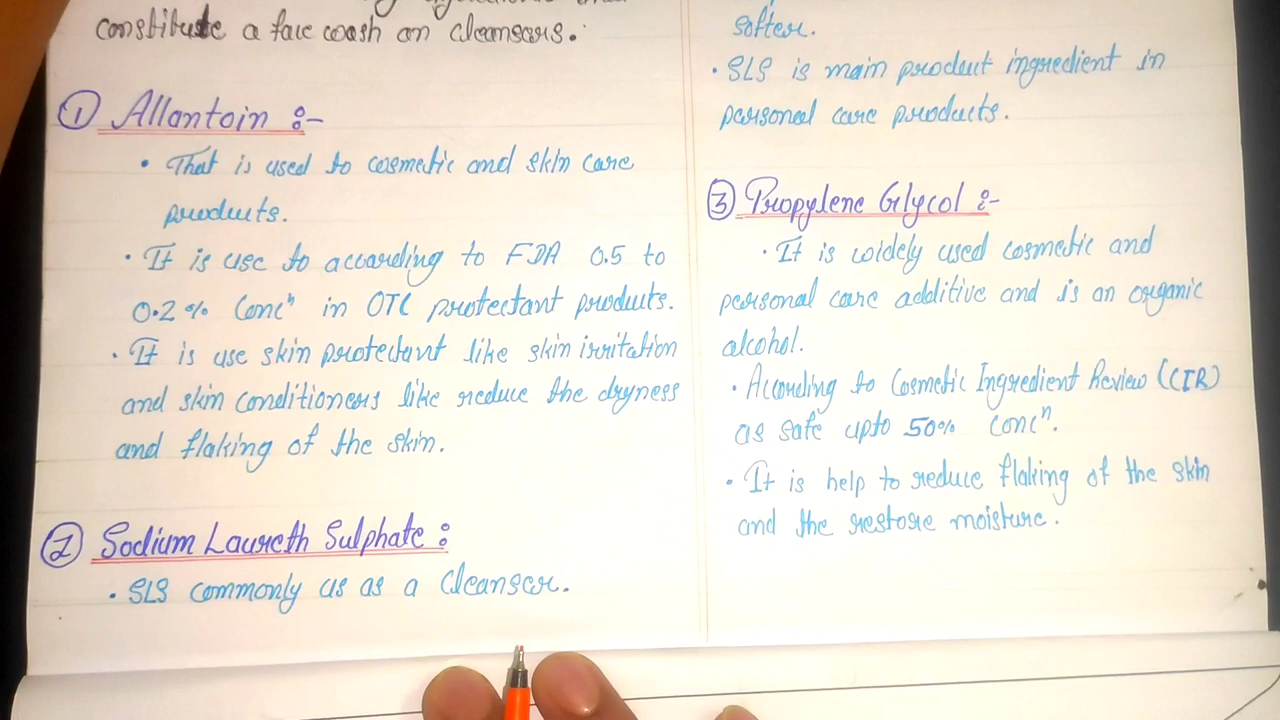 constitute a face wash on cleansars.
① Allantoin :-
• That is used to cosmetic and skin care
products.
• It is use to according to FDA 0.5 to
0.2% Concⁿ in OTC protectant products.
• It is use skin protectant like skin irritation
and skin conditioners like reduce the dryness
and flaking of the skin.
② Sodium Laureth Sulphate :
• SLS commonly us as a Cleanser.
softer.
• SLS is main product ingredient in
personal care products.
③ Propylene Glycol :-
• It is widely used cosmetic and
personal care additive and is an organic
alcohol.
• According to Cosmetic Ingredient Review (CIR)
as safe upto 50% Concⁿ.
• It is help to reduce flaking of the skin
and the restore moisture.